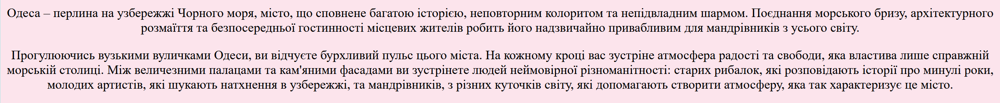 Одеса – перлина на узбережжі Чорного моря, місто, що сповнене багатою історією, неповторним колоритом та непідвладним шармом. Поєднання морського бризу, архітектурного
розмаїття та безпосередньої гостинності місцевих жителів робить його надзвичайно привабливим для мандрівників з усього світу.
Прогулюючись вузькими вуличками Одеси, ви відчуєте бурхливий пульс цього міста. На кожному кроці вас зустріне атмосфера радості та свободи, яка властива лише справжній
морській столиці. Між величезними палацами та кам'яними фасадами ви зустрінете людей неймовірної різноманітності: старих рибалок, які розповідають історії про минулі роки,
молодих артистів, які шукають натхнення в узбережжі, та мандрівників, з різних куточків світу, які допомагають створити атмосферу, яка так характеризує це місто.